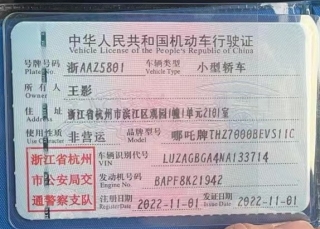 中华人民共和国机动车行驶证
Vehicle License of the People's Republic of China
号牌号码 浙AAZ5801 车辆类型 小型轿车
Plate No. Vehicle Type
所有人 王影
Owner
住址 浙江省杭州市滨江区观园1幢1单元2101室
Address
使用性质 非营运 品牌型号 哪吒牌THZ7000BEVS11C
Use Character Model
浙江省杭州
市公安局交
通警察支队
车辆识别代号 LUZAGBGA4NA133714
VIN
发动机号码 BAPF8K21942
Engine No.
注册日期 2022-11-01 发证日期 2022-11-01
Register Date Issue Date